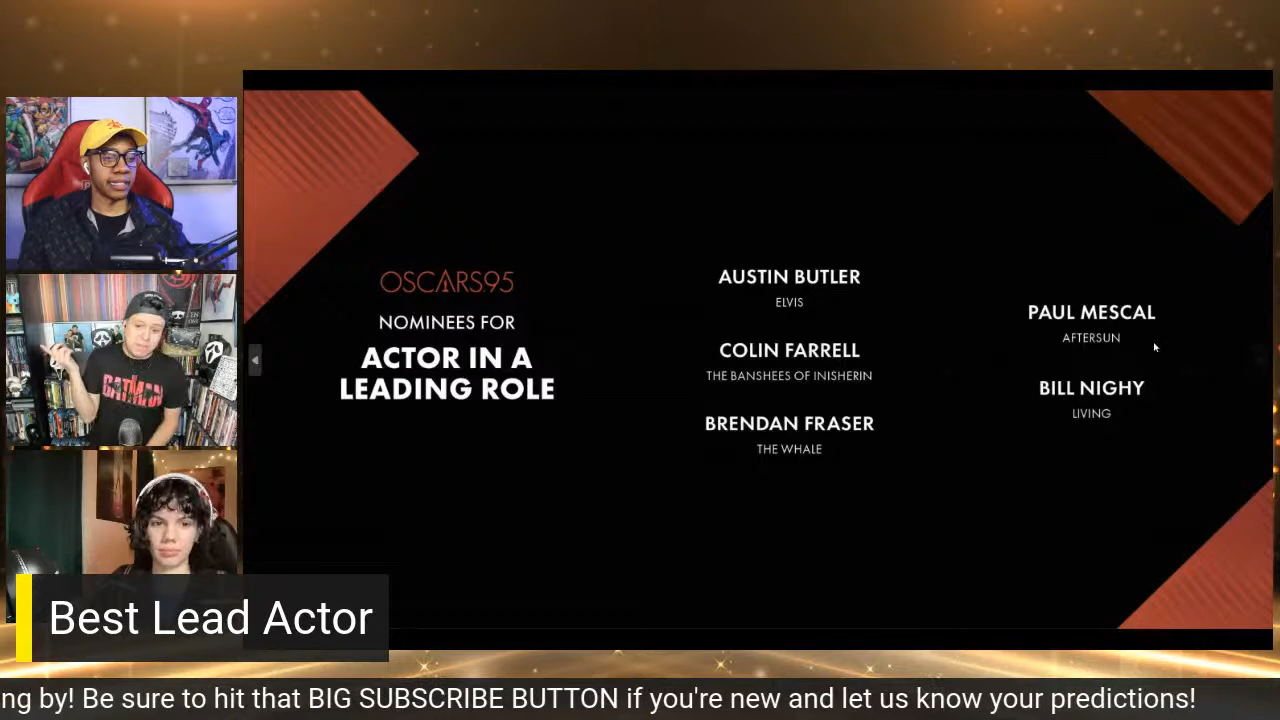 OSCARS95
NOMINEES FOR
ACTOR IN A
LEADING ROLE
AUSTIN BUTLER
ELVIS
COLIN FARRELL
THE BANSHEES OF INISHERIN
BRENDAN FRASER
THE WHALE
PAUL MESCAL
AFTERSUN
BILL NIGHY
LIVING
BATMAN
Best Lead Actor
ng by! Be sure to hit that BIG SUBSCRIBE BUTTON if you're new and let us know your predictions!